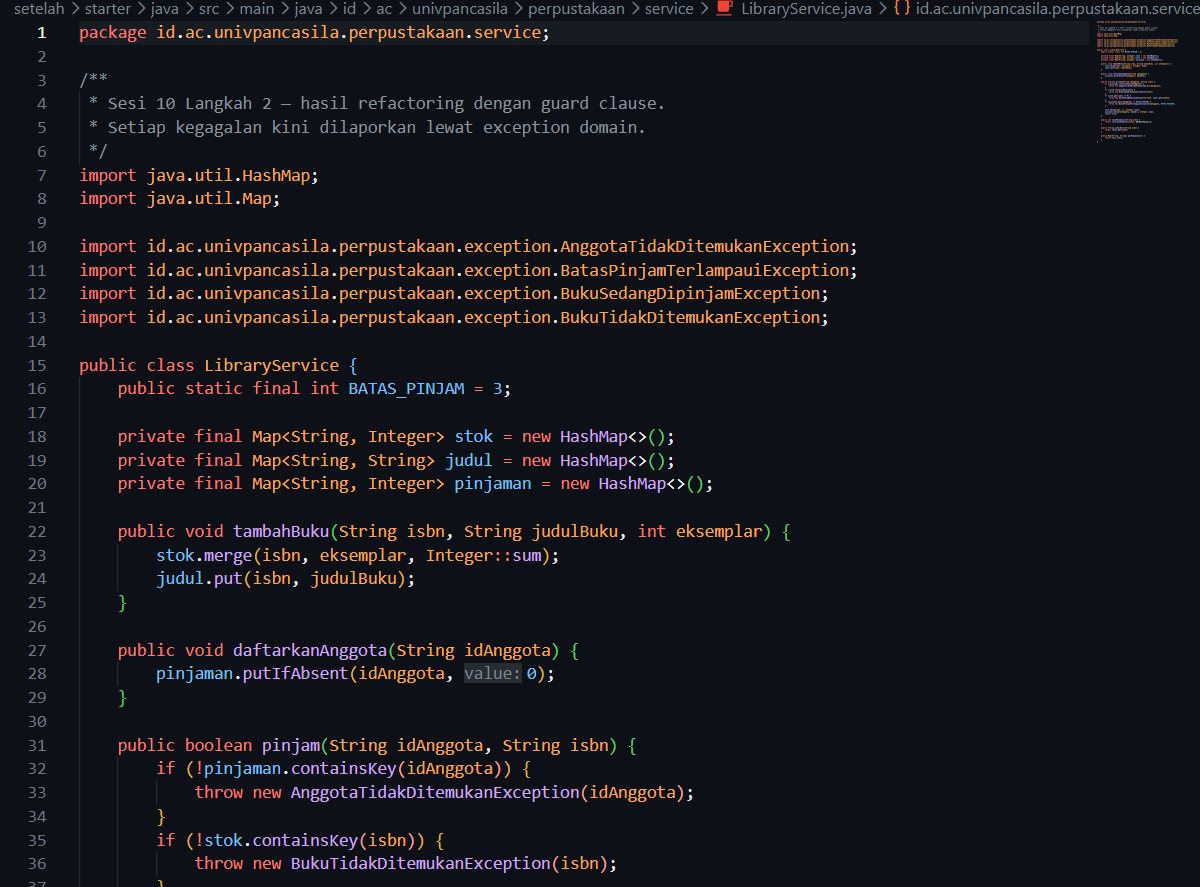 setelah > starter > java > src > main > java > id > ac > univpancasila > perpustakaan > service > LibraryService.java > {} id.ac.univpancasila.perpustakaan.service
1 package id.ac.univpancasila.perpustakaan.service;
2
3 /**
4  * Sesi 10 Langkah 2 — hasil refactoring dengan guard clause.
5  * Setiap kegagalan kini dilaporkan lewat exception domain.
6  */
7 import java.util.HashMap;
8 import java.util.Map;
9
10 import id.ac.univpancasila.perpustakaan.exception.AnggotaTidakDitemukanException;
11 import id.ac.univpancasila.perpustakaan.exception.BatasPinjamTerlampauiException;
12 import id.ac.univpancasila.perpustakaan.exception.BukuSedangDipinjamException;
13 import id.ac.univpancasila.perpustakaan.exception.BukuTidakDitemukanException;
14
15 public class LibraryService {
16     public static final int BATAS_PINJAM = 3;
17
18     private final Map<String, Integer> stok = new HashMap<>();
19     private final Map<String, String> judul = new HashMap<>();
20     private final Map<String, Integer> pinjaman = new HashMap<>();
21
22     public void tambahBuku(String isbn, String judulBuku, int eksemplar) {
23         stok.merge(isbn, eksemplar, Integer::sum);
24         judul.put(isbn, judulBuku);
25     }
26
27     public void daftarkanAnggota(String idAnggota) {
28         pinjaman.putIfAbsent(idAnggota, value: 0);
29     }
30
31     public boolean pinjam(String idAnggota, String isbn) {
32         if (!pinjaman.containsKey(idAnggota)) {
33             throw new AnggotaTidakDitemukanException(idAnggota);
34         }
35         if (!stok.containsKey(isbn)) {
36             throw new BukuTidakDitemukanException(isbn);
37         }